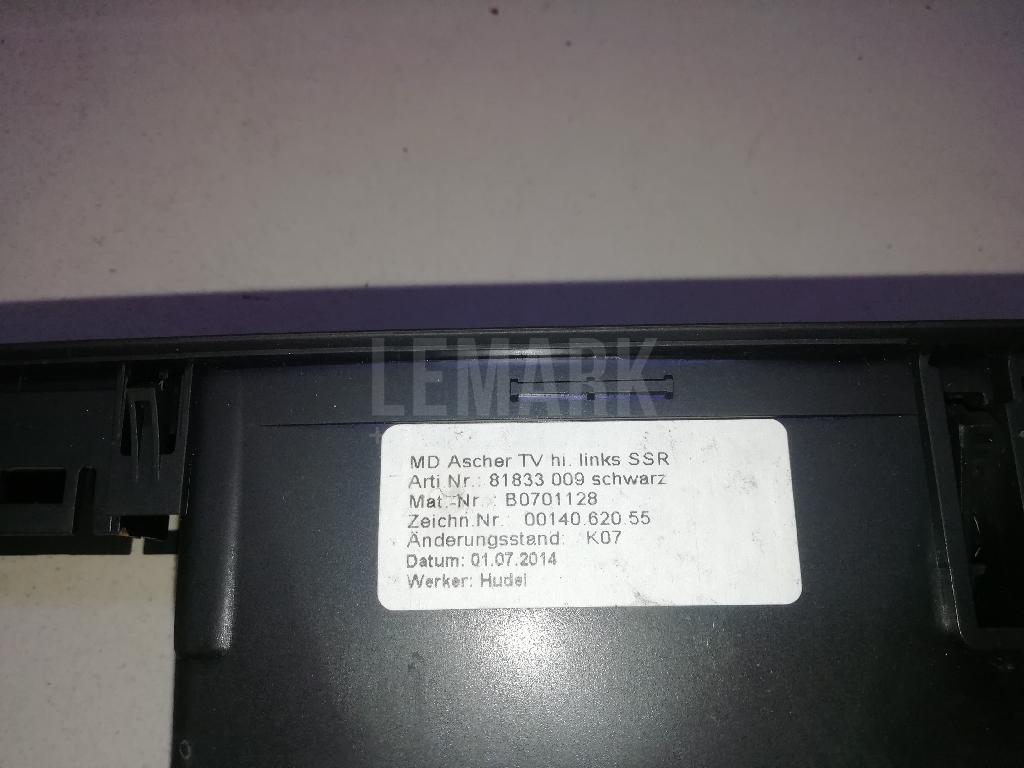 LEMARK
MD Ascher TV hi. links SSR
Arti Nr.: 81833 009 schwarz
Mat.-Nr. : B0701128
Zeichn.Nr. 00140.620.55
Änderungsstand: K07
Datum: 01.07.2014
Werker: Hudel